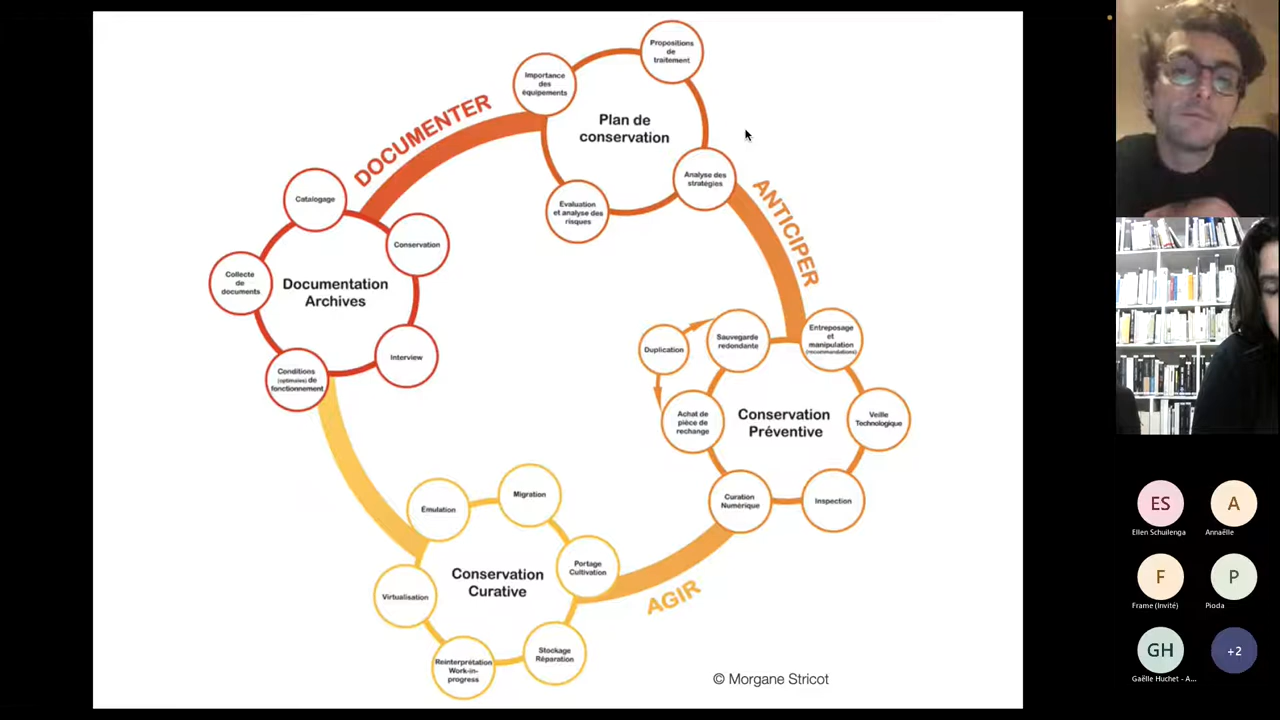 Propositions
de
traitement
Importance
des
équipements
Plan de
conservation
Analyse des
stratégies
Évaluation
et analyse des
risques
DOCUMENTER
ANTICIPER
Catalogage
Conservation
Collecte
de
documents
Documentation
Archives
Interview
Conditions
(optimales) de
fonctionnement
Duplication
Sauvegarde
redondante
Entreposage
et
manipulation
(recommandations)
Achat de
pièce de
rechange
Conservation
Préventive
Veille
Technologique
Curation
Numérique
Inspection
Émulation
Migration
Conservation
Curative
Portage
Cultivation
Virtualisation
Reinterprétation
Work-in-
progress
Stockage
Réparation
AGIR
© Morgane Stricot
ES
Ellen Schuilenga
A
Annaëlle
F
Frame (Invité)
P
Pioda
GH
Gaëlle Huchet - A...
+2